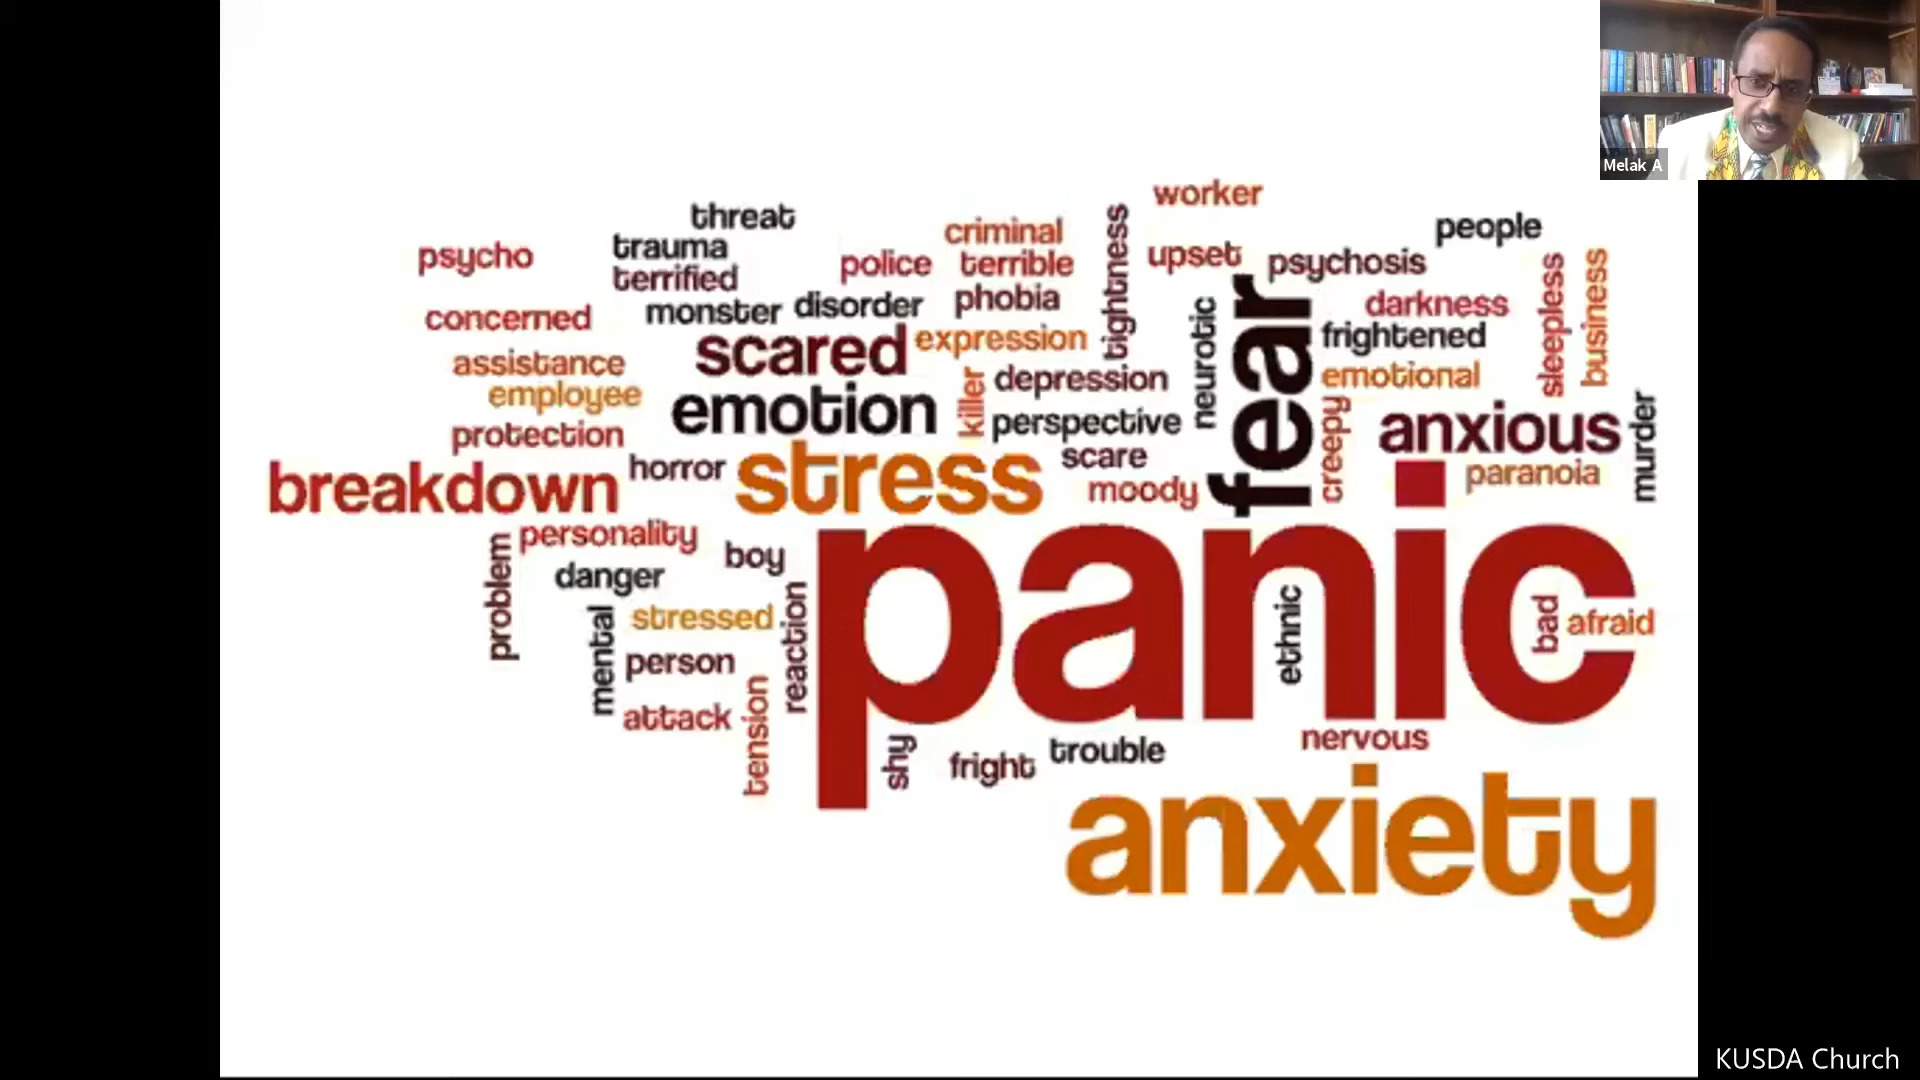 Melak A
worker
threat
people
criminal
tightness
trauma
psycho
police
terrible
upset
psychosis
terrified
sleepless
business
phobia
disorder
monster
neurotic
fear
darkness
concerned
frightened
scared
expression
assistance
depression
emotional
employee
killer
emotion
perspective
creepy
anxious
murder
protection
scare
horror
stress
moody
paranoia
breakdown
personality
problem
boy
panic
danger
reaction
ethnic
bad
afraid
mental
stressed
person
attack
tension
shy
fright
trouble
nervous
anxiety
KUSDA Church